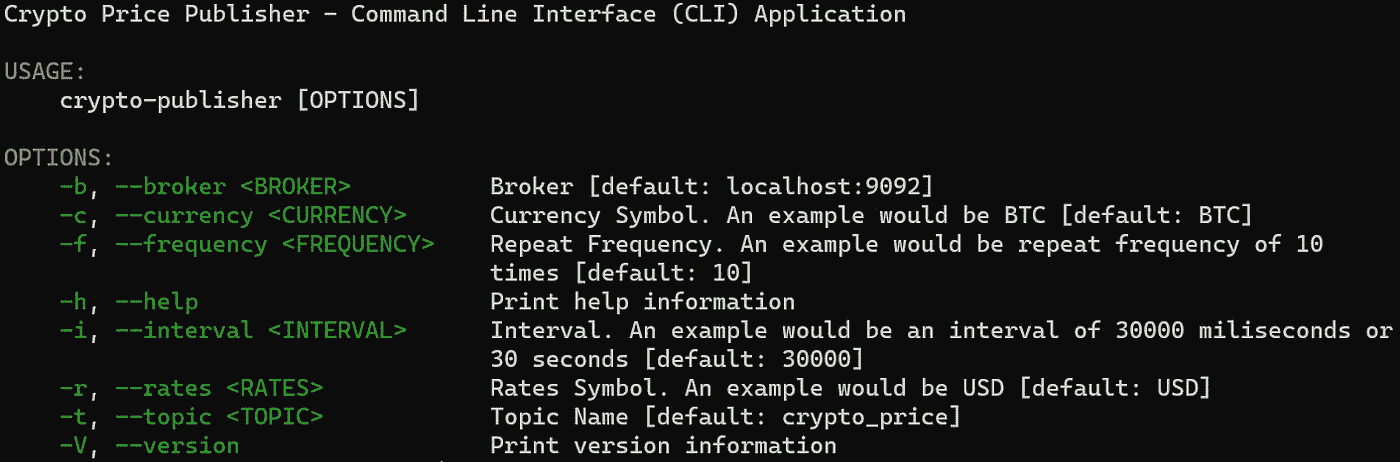 Crypto Price Publisher - Command Line Interface (CLI) Application
USAGE:
crypto-publisher [OPTIONS]
OPTIONS:
-b, --broker <BROKER> Broker [default: localhost:9092]
-c, --currency <CURRENCY> Currency Symbol. An example would be BTC [default: BTC]
-f, --frequency <FREQUENCY> Repeat Frequency. An example would be repeat frequency of 10
times [default: 10]
-h, --help Print help information
-i, --interval <INTERVAL> Interval. An example would be an interval of 30000 miliseconds or
30 seconds [default: 30000]
-r, --rates <RATES> Rates Symbol. An example would be USD [default: USD]
-t, --topic <TOPIC> Topic Name [default: crypto_price]
-V, --version Print version information